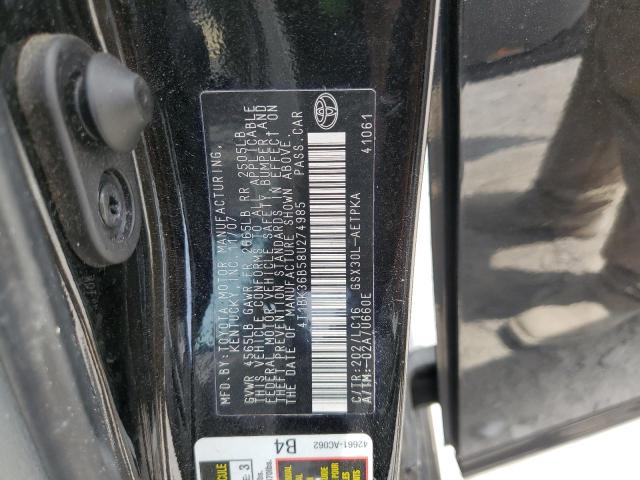 MFD.BY:TOYOTA MOTOR MANUFACTURING,
KENTUCKY, INC. 11/07
GVWR 4565LB GAWR FR 2665LB RR 2505LB
THIS VEHICLE CONFORMS TO ALL APPLICABLE
FEDERAL MOTOR VEHICLE SAFETY, BUMPER, AND
THEFT PREVENTION STANDARDS IN EFFECT ON
THE DATE OF MANUFACTURE SHOWN ABOVE.
4T1BK36B58U274985 PASS.CAR
C/TR:202/LC16 GSX30L-AETPKA
A/TM:-02A/U660E 41061
B4
42661-AC062
3